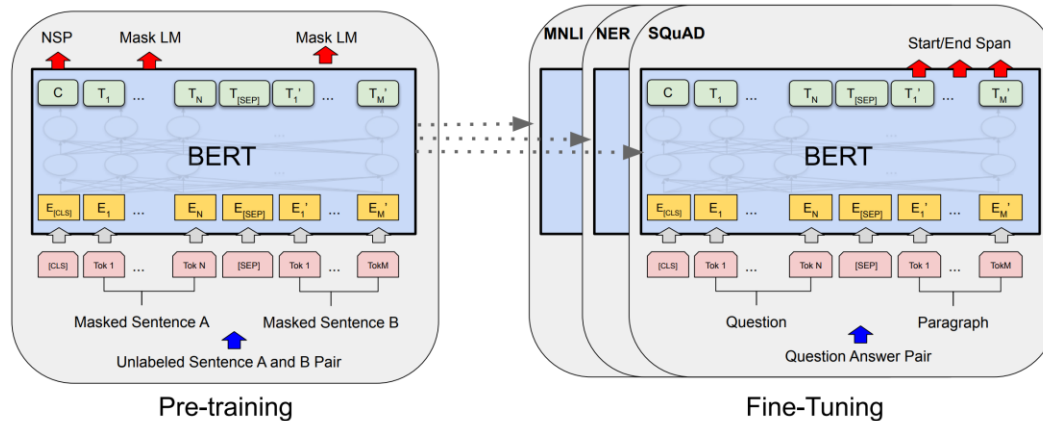 NSP Mask LM Mask LM
C T1 ... TN T[SEP] T1' ... TM'
BERT
E[CLS] E1 ... EN E[SEP] E1' ... EM'
[CLS] Tok 1 ... Tok N [SEP] Tok 1 ... TokM
Masked Sentence A Masked Sentence B
Unlabeled Sentence A and B Pair
Pre-training
MNLI NER SQuAD
Start/End Span
C T1 ... TN T[SEP] T1' ... TM'
BERT
E[CLS] E1 ... EN E[SEP] E1' ... EM'
[CLS] Tok 1 ... Tok N [SEP] Tok 1 ... TokM
Question Paragraph
Question Answer Pair
Fine-Tuning